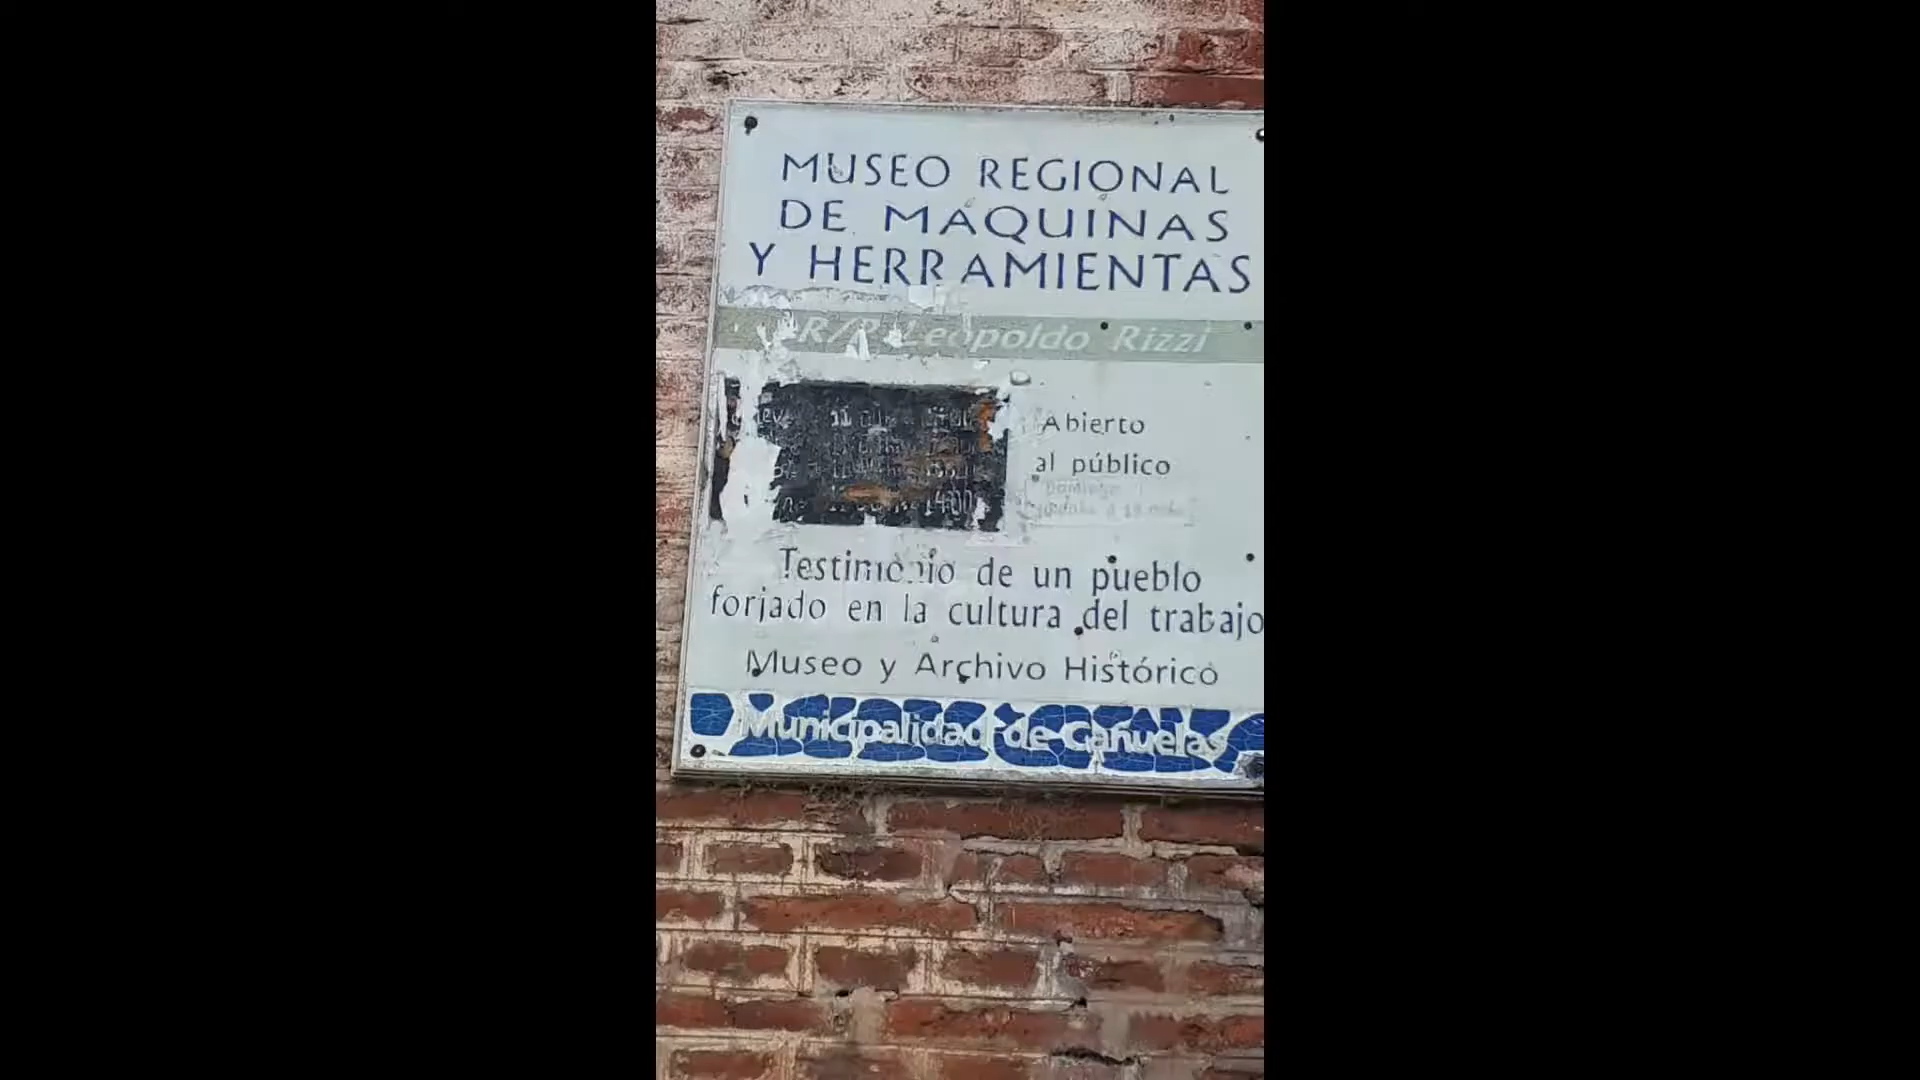 MUSEO REGIONAL
DE MÁQUINAS
Y HERRAMIENTAS
Leopoldo Rizzi
Abierto
al público
Testimonio de un pueblo
forjado en la cultura del trabajo
Museo y Archivo Histórico
Municipalidad de Cañuelas